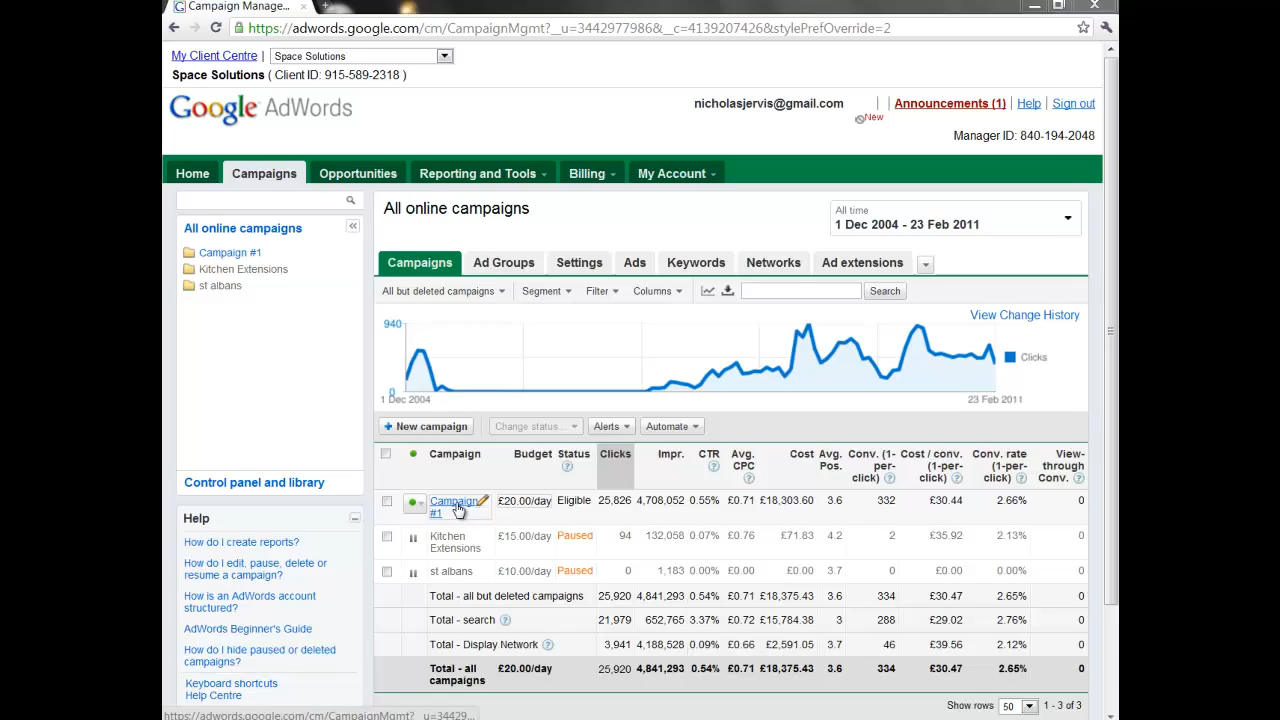 Campaign Manage...
https://adwords.google.com/cm/CampaignMgmt?__u=3442977986&__c=4139207426&stylePrefOverride=2
My Client Centre | Space Solutions
Space Solutions ( Client ID: 915-589-2318 )
Google AdWords
nicholasjervis@gmail.com | Announcements (1) | Help | Sign out
New
Manager ID: 840-194-2048
Home Campaigns Opportunities Reporting and Tools Billing My Account
All online campaigns
Campaign #1
Kitchen Extensions
st albans
Control panel and library
Help
How do I create reports?
How do I edit, pause, delete or
resume a campaign?
How is an AdWords account
structured?
AdWords Beginner's Guide
How do I hide paused or deleted
campaigns?
Keyboard shortcuts
Help Centre
All online campaigns
All time
1 Dec 2004 - 23 Feb 2011
Campaigns Ad Groups Settings Ads Keywords Networks Ad extensions
All but deleted campaigns Segment Filter Columns Search
View Change History
940
Clicks
0
1 Dec 2004 23 Feb 2011
+ New campaign Change status... Alerts Automate
Campaign Budget Status ? Clicks Impr. CTR ? Avg. CPC ? Cost Avg. Pos. Conv. (1-per-click) ? Cost / conv. (1-per-click) ? Conv. rate (1-per-click) ? View-through Conv. ?
Campaign #1 £20.00/day Eligible 25,826 4,708,052 0.55% £0.71 £18,303.60 3.6 332 £30.44 2.66% 0
Kitchen Extensions £15.00/day Paused 94 132,058 0.07% £0.76 £71.83 4.2 2 £35.92 2.13% 0
st albans £10.00/day Paused 0 1,183 0.00% £0.00 £0.00 3.7 0 £0.00 0.00% 0
Total - all but deleted campaigns 25,920 4,841,293 0.54% £0.71 £18,375.43 3.6 334 £30.47 2.65% 0
Total - search ? 21,979 652,765 3.37% £0.72 £15,784.38 3 288 £29.02 2.76% 0
Total - Display Network ? 3,941 4,188,528 0.09% £0.66 £2,591.05 3.7 46 £39.56 2.12% 0
Total - all campaigns £20.00/day 25,920 4,841,293 0.54% £0.71 £18,375.43 3.6 334 £30.47 2.65% 0
Show rows 50 1 - 3 of 3
https://adwords.google.com/cm/CampaignMgmt?__u=34429...